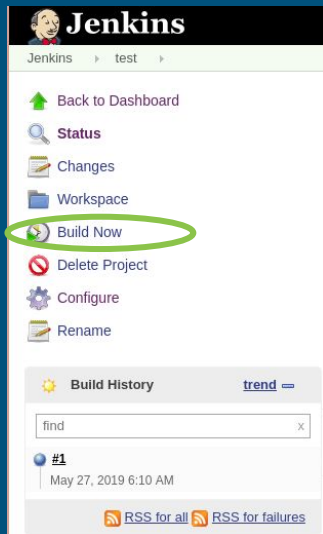 Jenkins
Jenkins test
Back to Dashboard
Status
Changes
Workspace
Build Now
Delete Project
Configure
Rename
Build History trend
find x
#1
May 27, 2019 6:10 AM
RSS for all RSS for failures